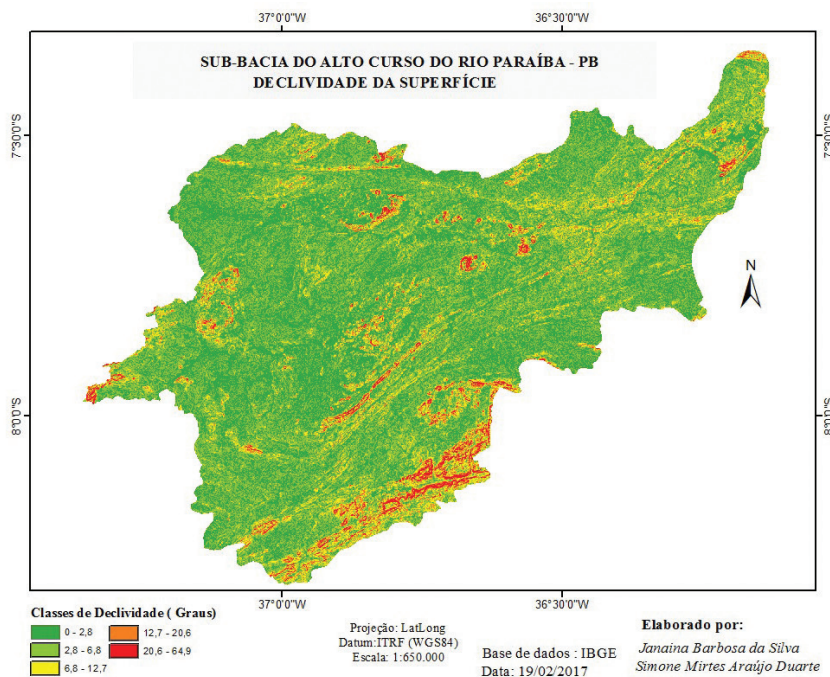 37°0'0"W 36°30'0"W
SUB-BACIA DO ALTO CURSO DO RIO PARAÍBA - PB
DECLIVIDADE DA SUPERFÍCIE
7°30'0"S 7°30'0"S
N
8°0'0"S 8°0'0"S
37°0'0"W 36°30'0"W
Classes de Declividade ( Graus)
0 - 2,8
2,8 - 6,8
6,8 - 12,7
12,7 - 20,6
20,6 - 64,9
Projeção: LatLong
Datum:ITRF (WGS84)
Escala: 1:650.000
Base de dados : IBGE
Data: 19/02/2017
Elaborado por:
Janaina Barbosa da Silva
Simone Mirtes Araújo Duarte